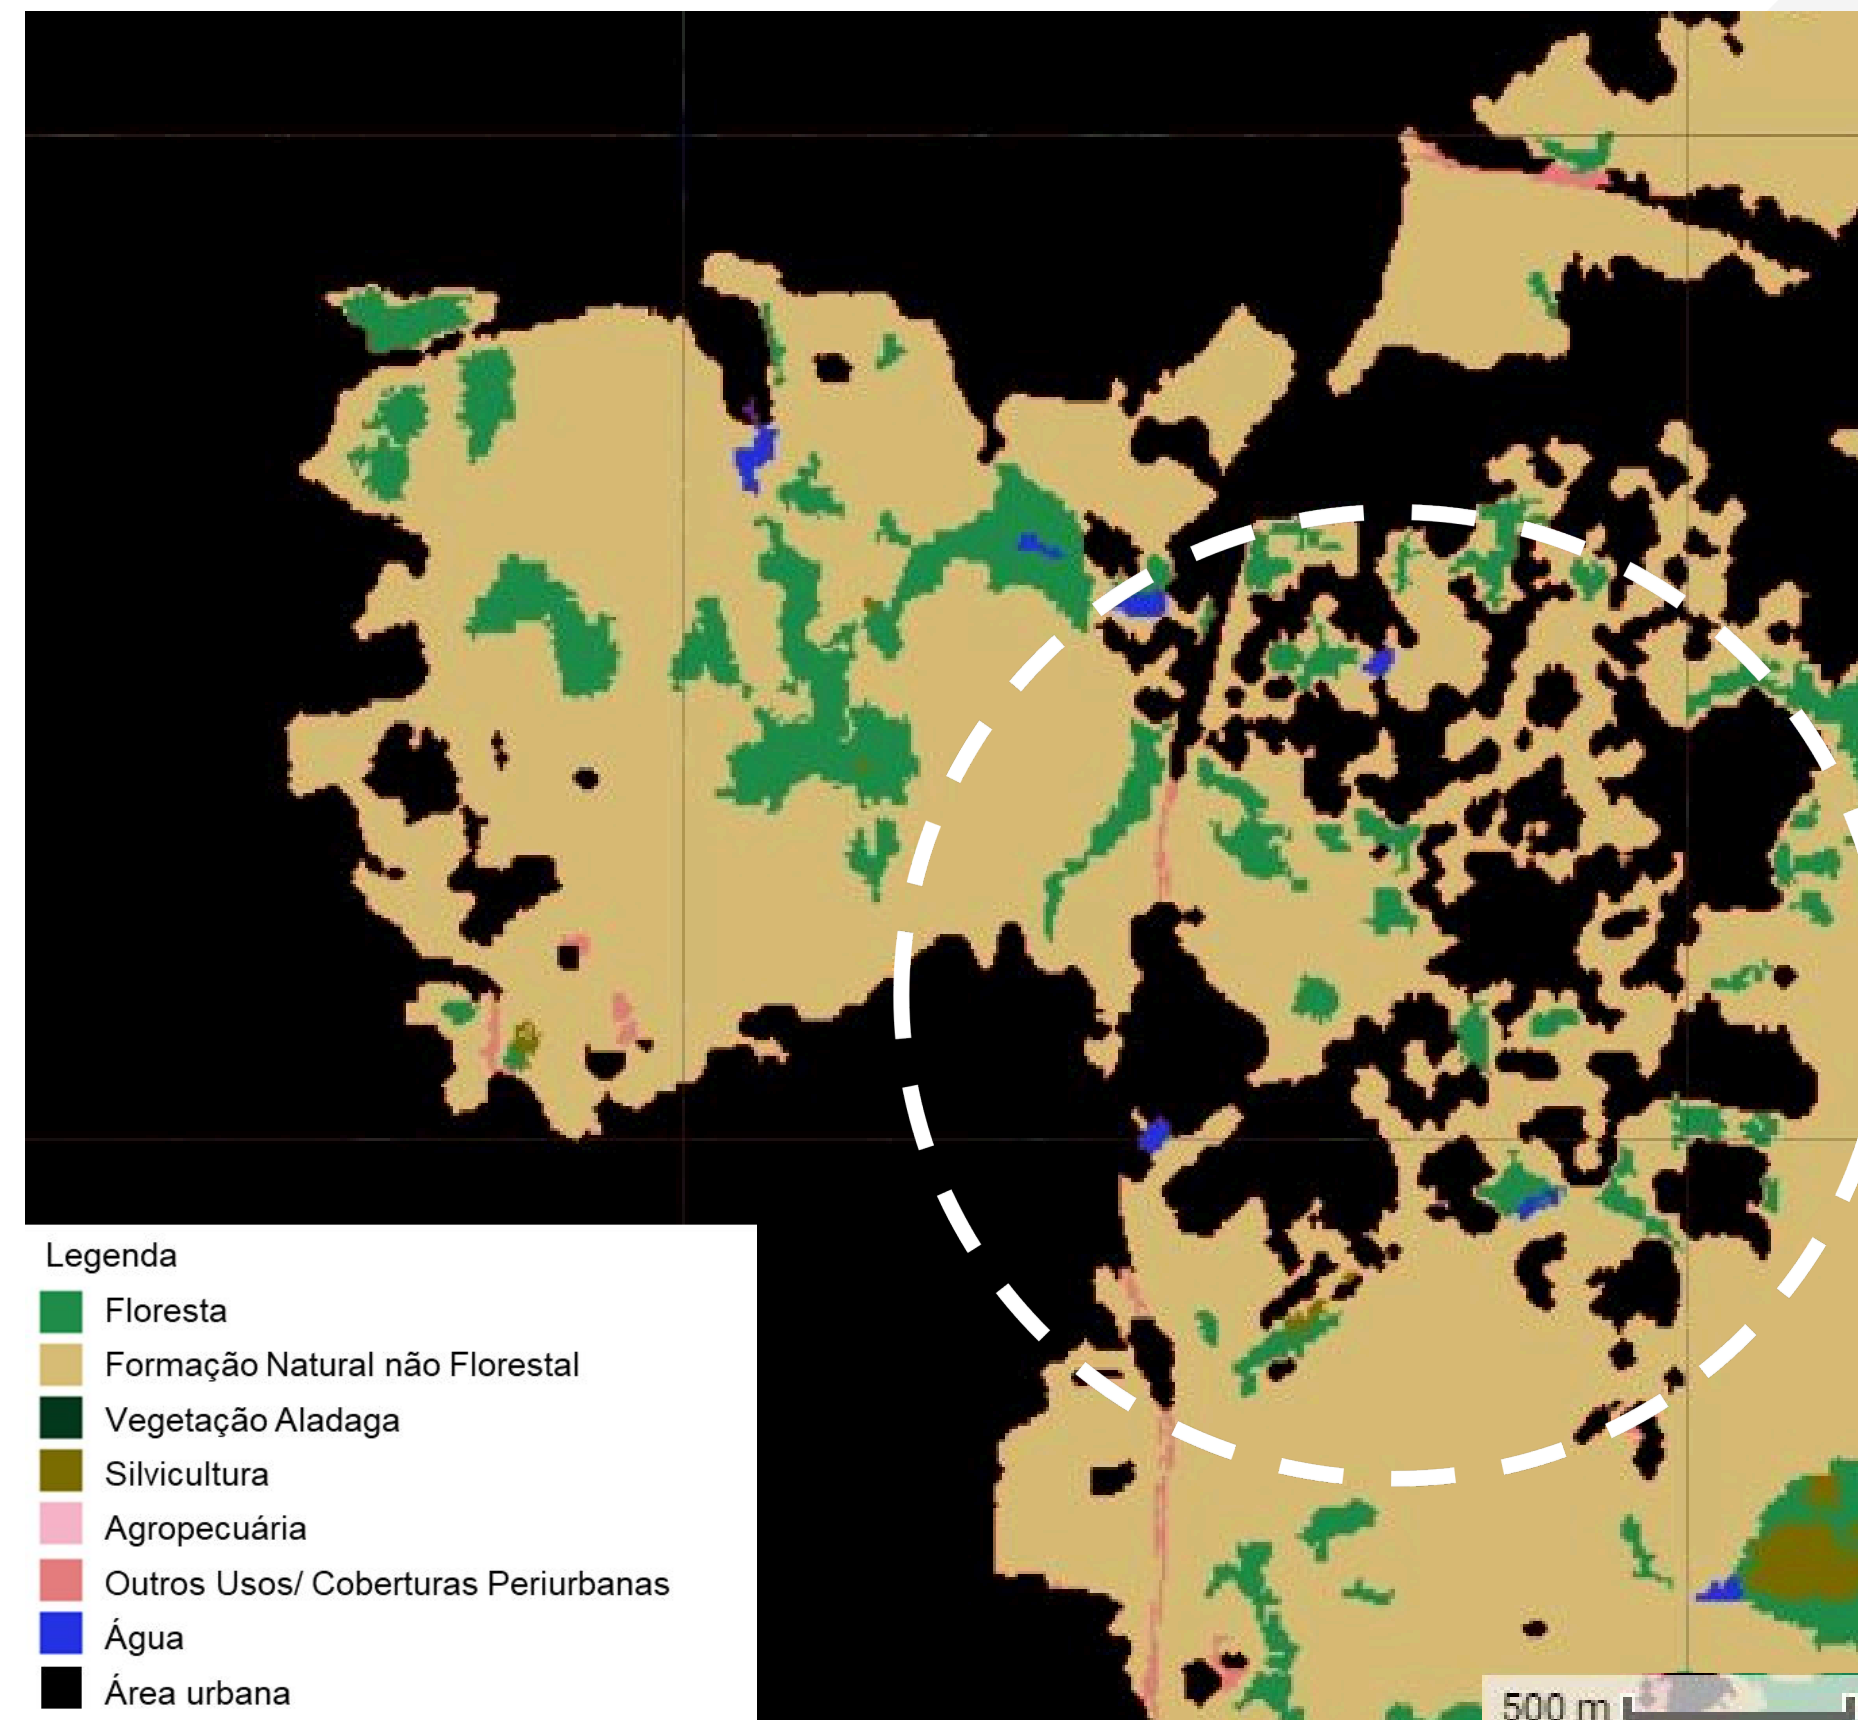 Legenda
Floresta
Formação Natural não Florestal
Vegetação Aladaga
Silvicultura
Agropecuária
Outros Usos/ Coberturas Periurbanas
Água
Área urbana
500 m